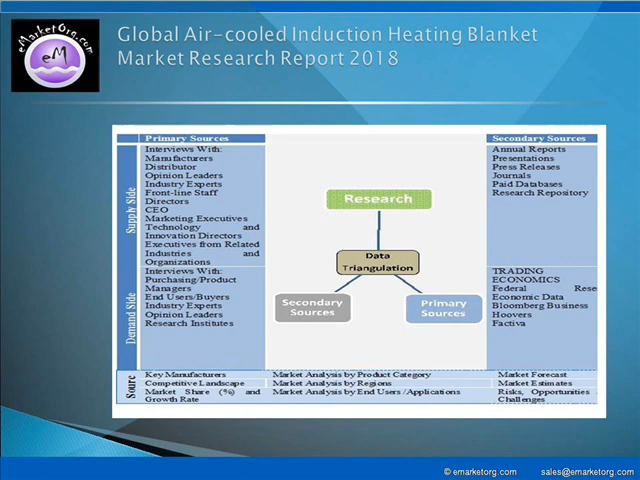 eMarketOrg.com
eM
Global Air-cooled Induction Heating Blanket
Market Research Report 2018
Primary Sources
Secondary Sources
Supply Side
Interviews With:
Manufacturers
Distributor
Opinion Leaders
Industry Experts
Front-line Staff
Directors
CEO
Marketing Executives
Technology and
Innovation Directors
Executives from Related
Industries and
Organizations
Annual Reports
Presentations
Press Releases
Journals
Paid Databases
Research Repository
Research
Data
Triangulation
Secondary
Sources
Primary
Sources
Demand Side
Interviews With:
Purchasing/Product
Managers
End Users/Buyers
Industry Experts
Opinion Leaders
Research Institutes
TRADING
ECONOMICS
Federal Rese
Economic Data
Bloomberg Business
Hoovers
Factiva
Sourc
Key Manufacturers
Competitive Landscape
Market Share (%) and
Growth Rate
Market Analysis by Product Category
Market Analysis by Regions
Market Analysis by End Users /Applications
Market Forecast
Market Estimates
Risks, Opportunities
Challenges
© emarketorg.com sales@emarketorg.com